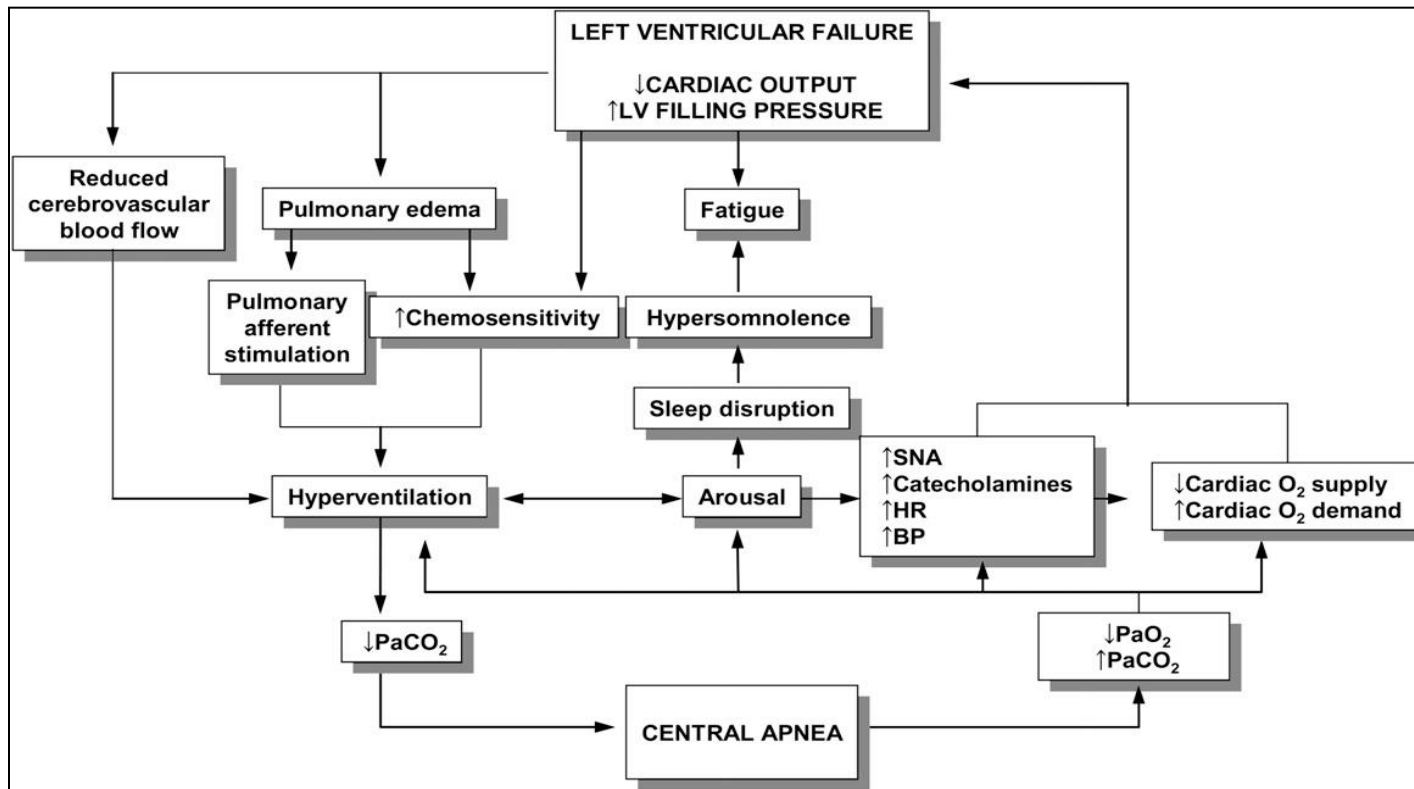 LEFT VENTRICULAR FAILURE
↓CARDIAC OUTPUT
↑LV FILLING PRESSURE
Reduced
cerebrovascular
blood flow
Pulmonary edema
Fatigue
Pulmonary
afferent
stimulation
↑Chemosensitivity
Hypersomnolence
Sleep disruption
Hyperventilation
Arousal
↑SNA
↑Catecholamines
↑HR
↑BP
↓Cardiac O₂ supply
↑Cardiac O₂ demand
↓PaCO₂
↓PaO₂
↑PaCO₂
CENTRAL APNEA